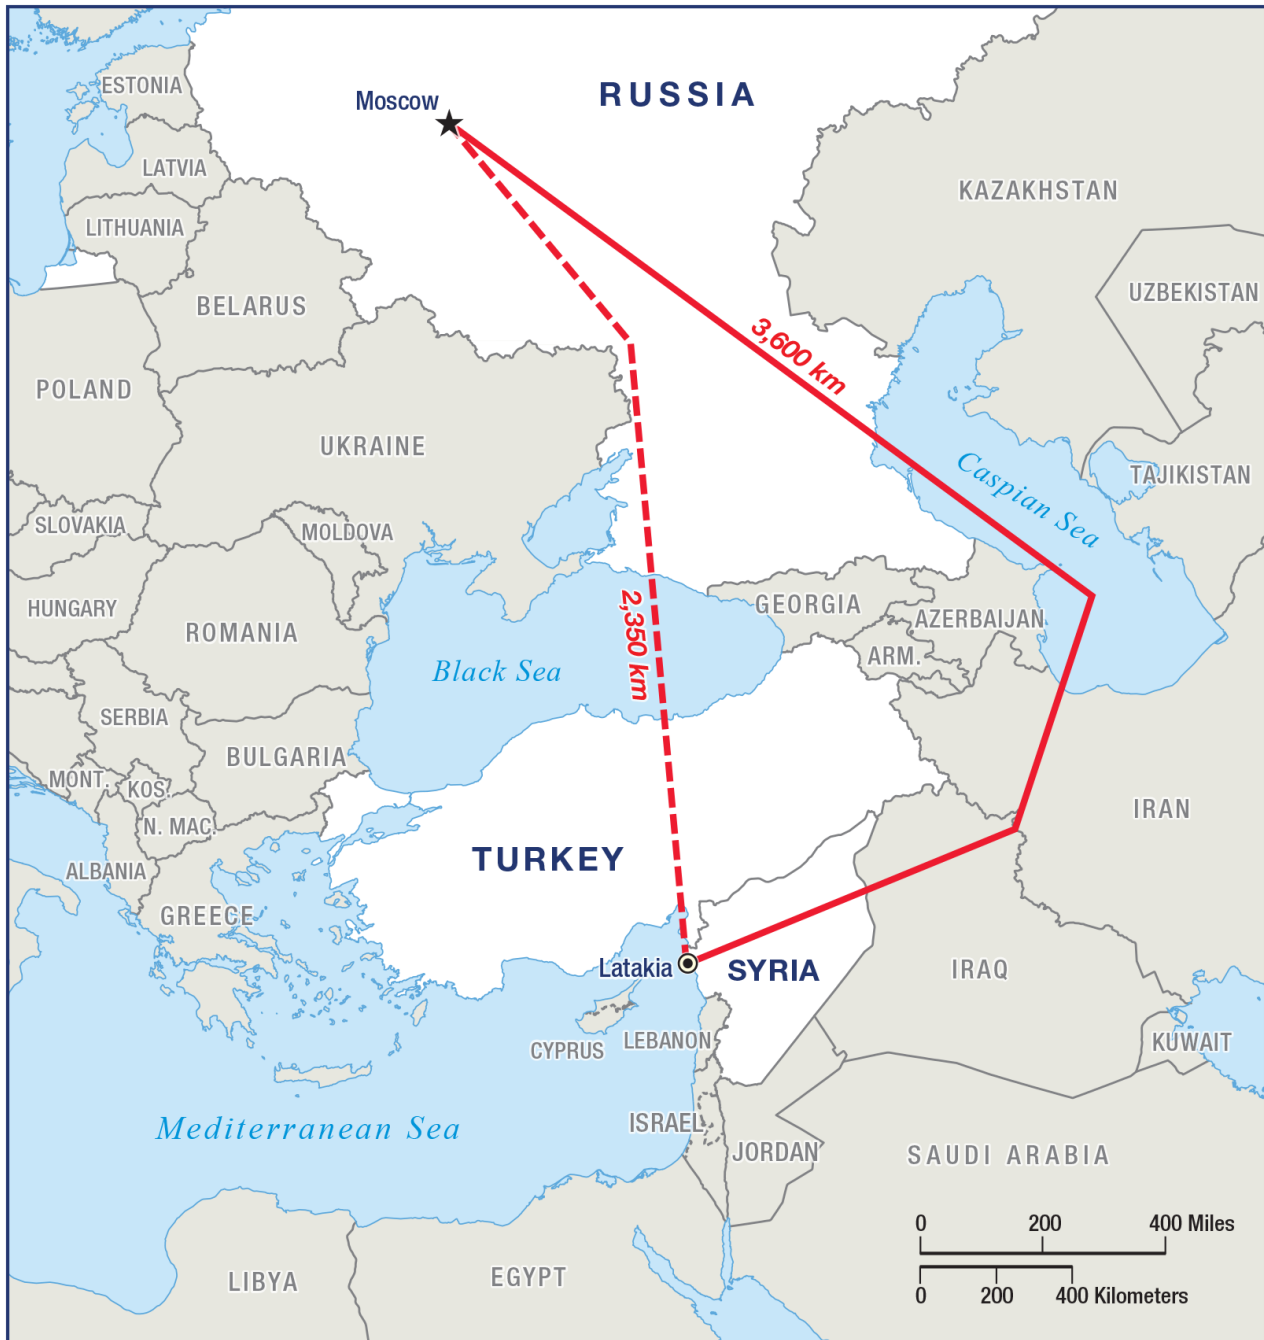 ESTONIA
Moscow
RUSSIA
LATVIA
KAZAKHSTAN
LITHUANIA
UZBEKISTAN
BELARUS
3,600 km
POLAND
UKRAINE
Caspian Sea
TAJIKISTAN
SLOVAKIA
MOLDOVA
HUNGARY
ROMANIA
2,350 km
GEORGIA
AZERBAIJAN
ARM.
Black Sea
SERBIA
BULGARIA
MONT.
KOS.
N. MAC.
IRAN
ALBANIA
TURKEY
GREECE
Latakia
SYRIA
IRAQ
CYPRUS
LEBANON
KUWAIT
Mediterranean Sea
ISRAEL
JORDAN
SAUDI ARABIA
0 200 400 Miles
LIBYA
EGYPT
0 200 400 Kilometers